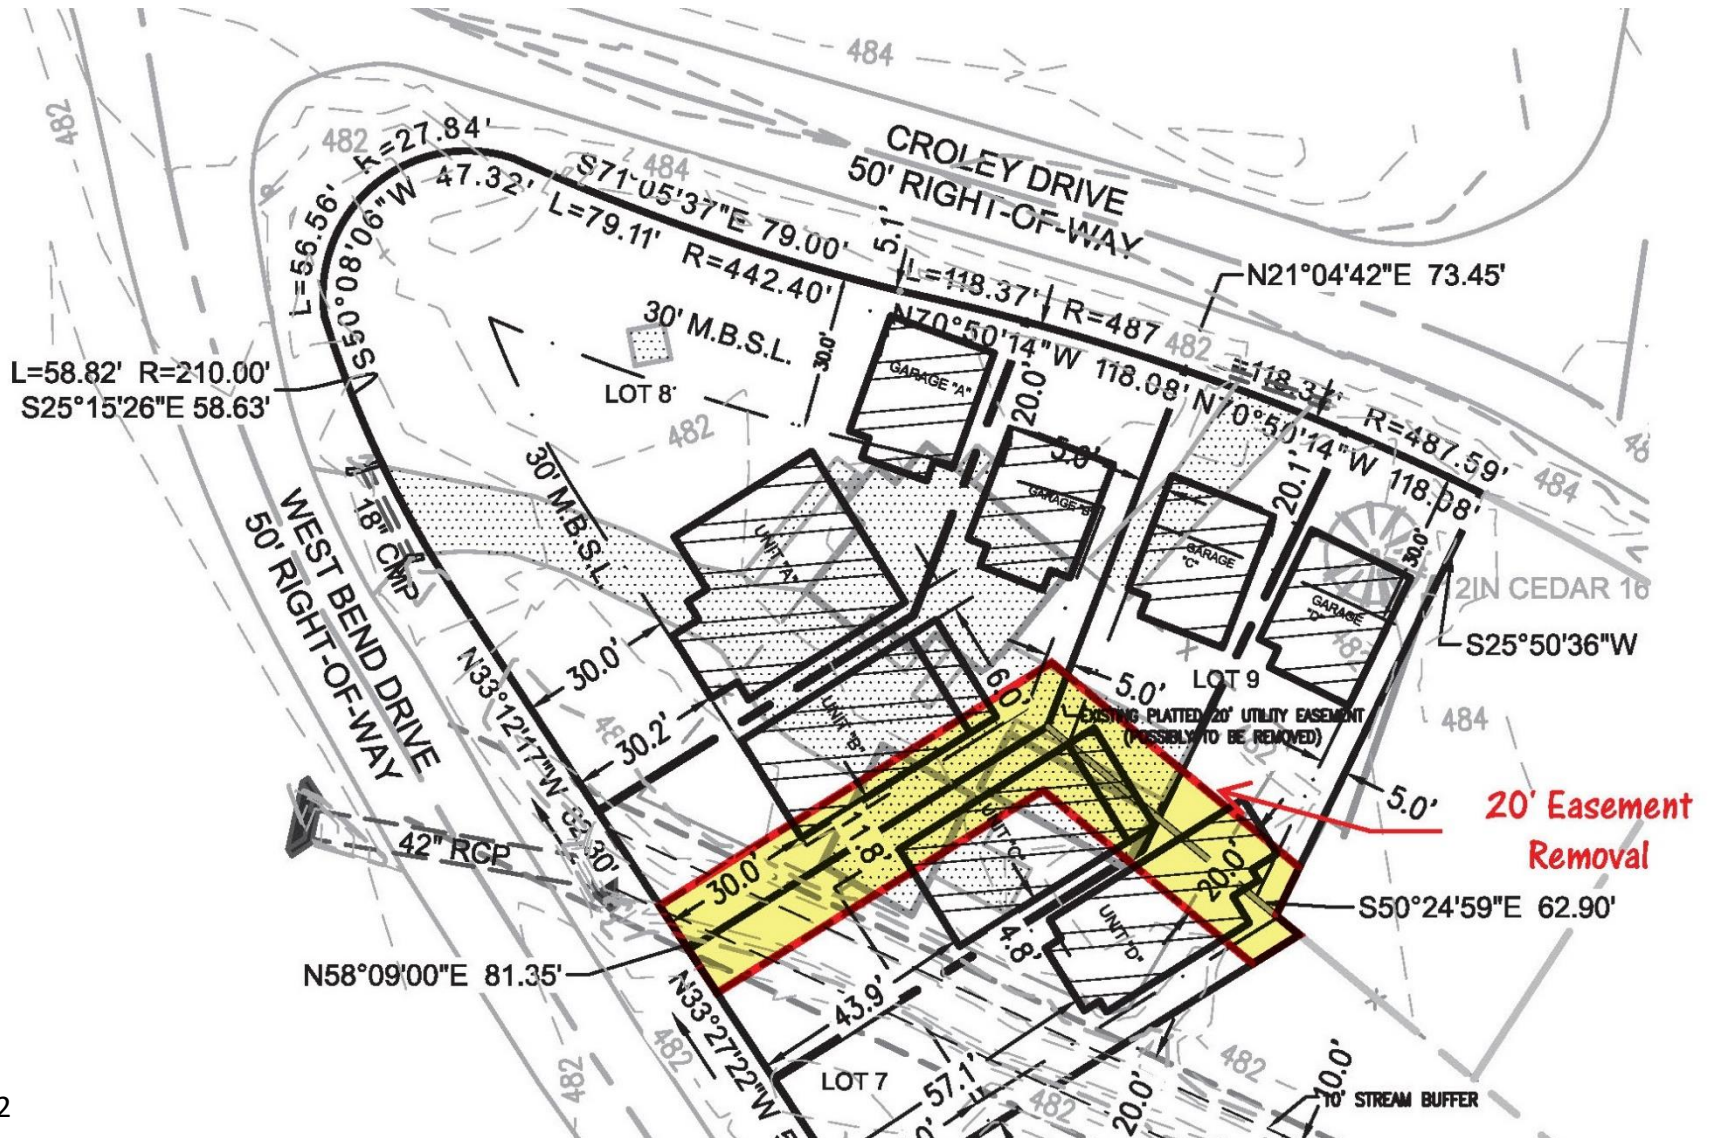 484
482
CROLEY DRIVE
50' RIGHT-OF-WAY
R=27.84'
482
47.32'
S71°05'37"E 79.00'
484
L=79.11' R=442.40'
L=56.56'
S50°08'06"W
5.1'
L=118.37' R=487
N21°04'42"E 73.45'
N70°50'14"W 118.08'
482
R=487.59'
N70°50'14"W 118.08'
484
30' M.B.S.L.
30.0'
LOT 8
482
L=58.82' R=210.00'
S25°15'26"E 58.63'
GARAGE "A"
20.0'
5.0'
GARAGE "B"
20.1'
GARAGE
"C"
GARAGE
"D"
30.0'
2IN CEDAR 16
S25°50'36"W
482
30' M.B.S.L.
18" CMP
WEST BEND DRIVE
50' RIGHT-OF-WAY
UNIT "A"
30.0'
N33°12'17"W 82.30'
30.2'
UNIT "B"
6.0'
5.0'
LOT 9
EXISTING PLATTED 20' UTILITY EASEMENT
(POSSIBLY TO BE REMOVED)
484
5.0'
20' Easement
Removal
42" RCP
30.0'
11.8'
UNIT "C"
20.0'
S50°24'59"E 62.90'
N58°09'00"E 81.35'
4.8'
UNIT "D"
43.9'
N33°27'22"W
482
482
LOT 7
57.1'
482
20.0'
482
10.0'
10' STREAM BUFFER
2